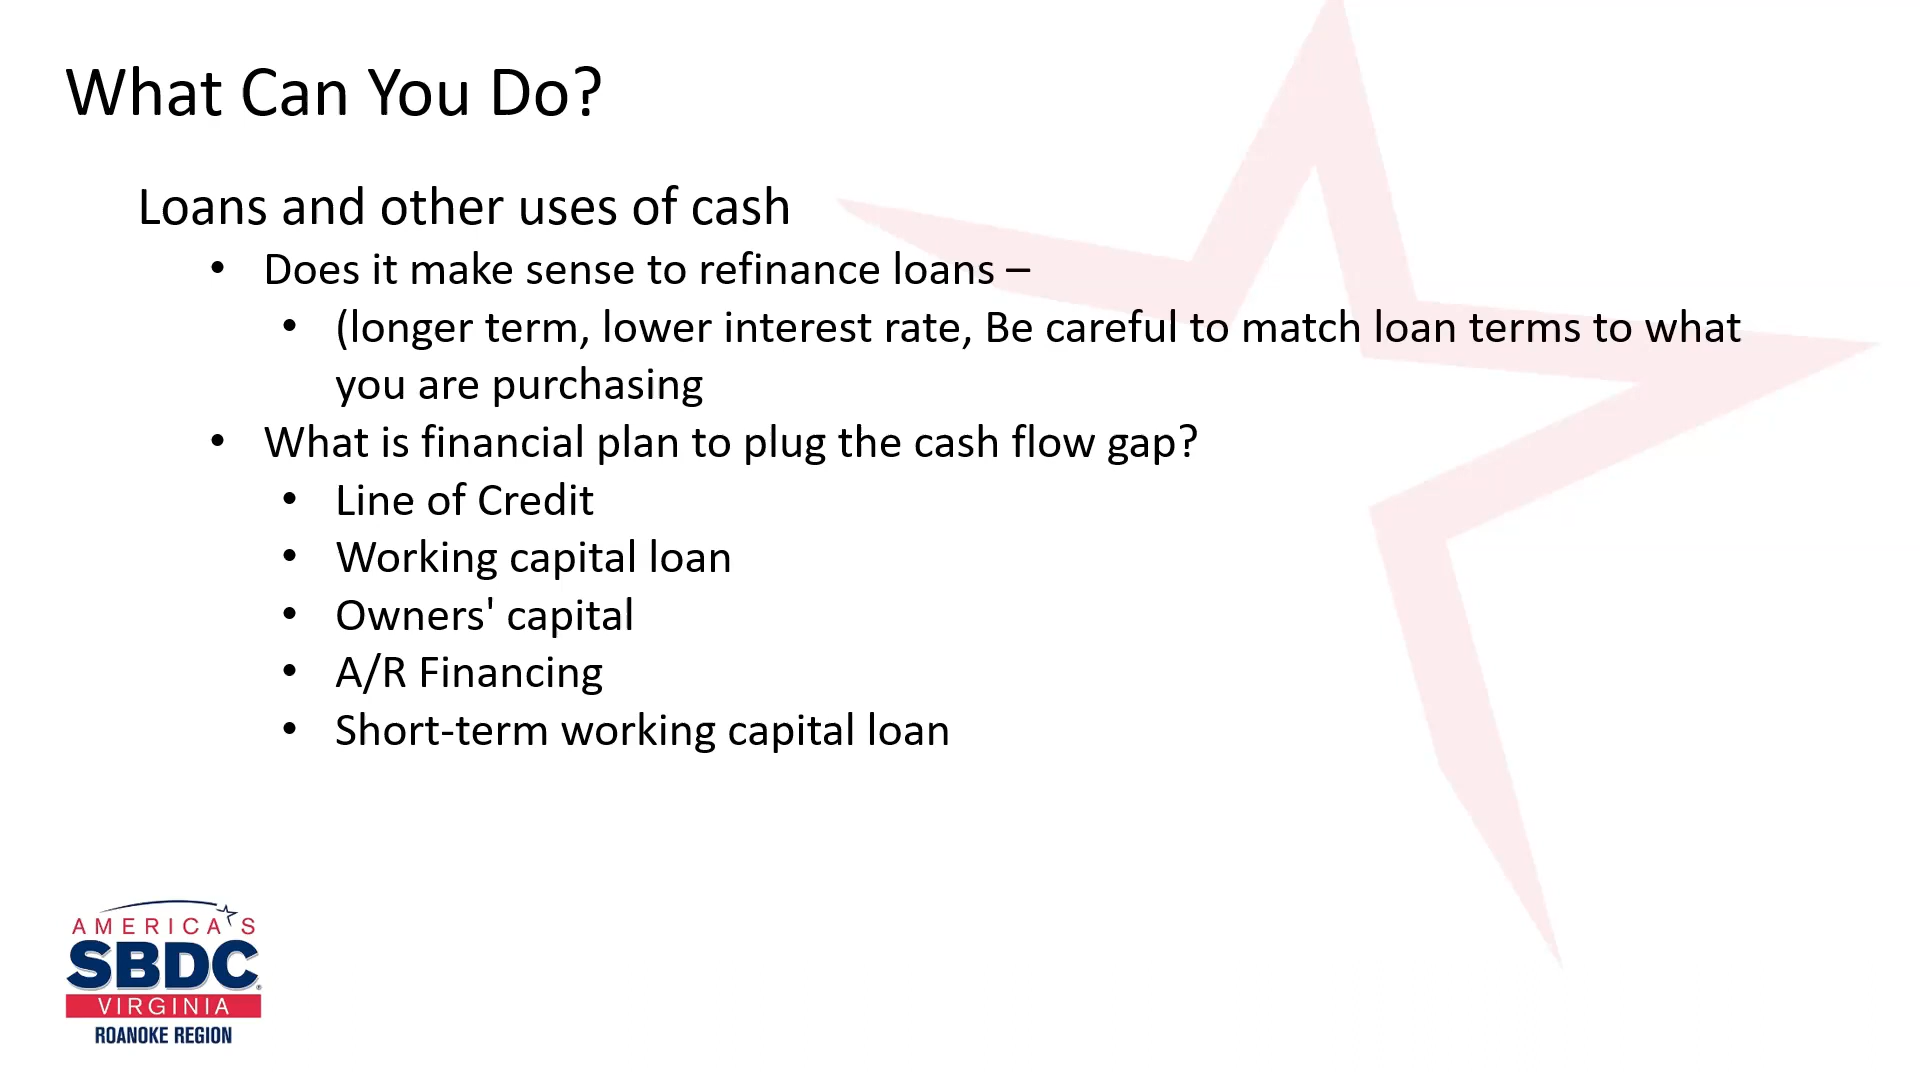 What Can You Do?
Loans and other uses of cash
• Does it make sense to refinance loans –
• (longer term, lower interest rate, Be careful to match loan terms to what
you are purchasing
• What is financial plan to plug the cash flow gap?
• Line of Credit
• Working capital loan
• Owners' capital
• A/R Financing
• Short-term working capital loan
AMERICA'S
SBDC®
VIRGINIA
ROANOKE REGION